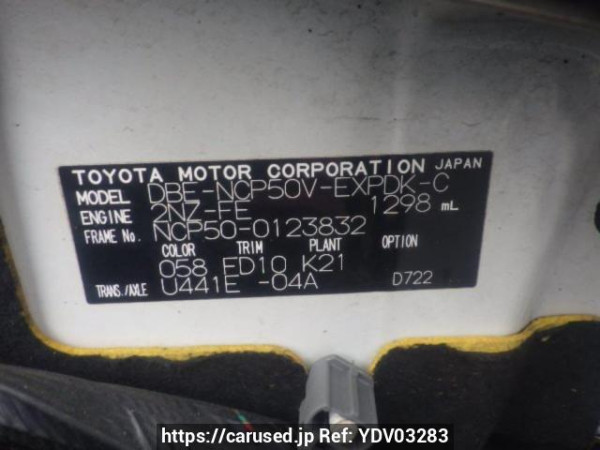 TOYOTA MOTOR CORPORATION JAPAN
MODEL DBE-NCP50V-EXPDK-C
ENGINE 2NZ-FE 1298 mL
FRAME No. NCP50-0123832
COLOR TRIM PLANT OPTION
058 FD10 K21
TRANS./AXLE U441E -04A D722
https://carused.jp Ref: YDV03283